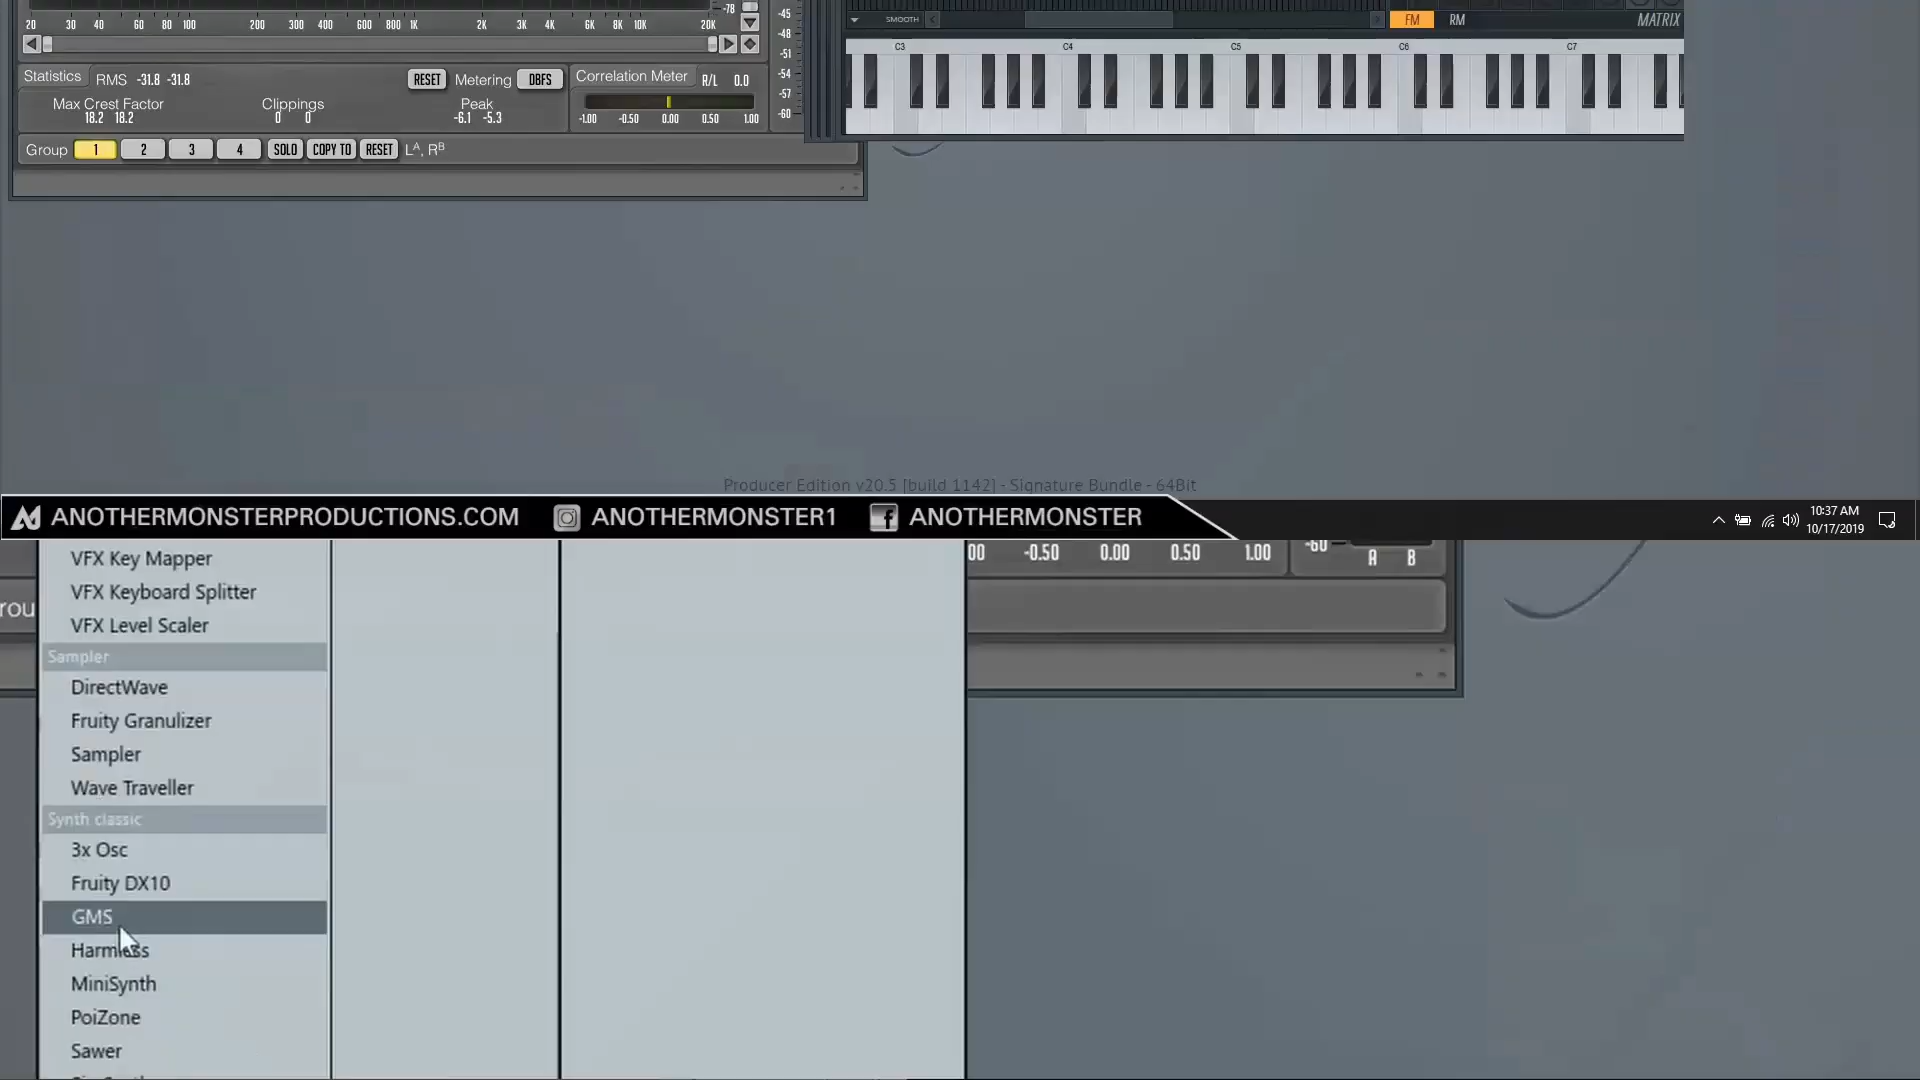 20 30 40 60 80 100 200 300 400 600 800 1K 2K 3K 4K 6K 8K 10K 20K
-78
-45
-48
-51
-54
-57
-60
SMOOTH
FM RM MATRIX
C3 C4 C5 C6 C7
Statistics RMS -31.8 -31.8 RESET Metering DBFS Correlation Meter R/L 0.0
Max Crest Factor Clippings Peak
18.2 18.2 0 0 -6.1 -5.3
-1.00 -0.50 0.00 0.50 1.00
Group 1 2 3 4 SOLO COPY TO RESET Lᴬ, Rᴮ
Producer Edition v20.5 [build 1142] - Signature Bundle - 64Bit
ANOTHERMONSTERPRODUCTIONS.COM ANOTHERMONSTER1 ANOTHERMONSTER
10:37 AM
10/17/2019
00 -0.50 0.00 0.50 1.00
-60
A B
rou
VFX Key Mapper
VFX Keyboard Splitter
VFX Level Scaler
Sampler
DirectWave
Fruity Granulizer
Sampler
Wave Traveller
Synth classic
3x Osc
Fruity DX10
GMS
Harmless
MiniSynth
PoiZone
Sawer